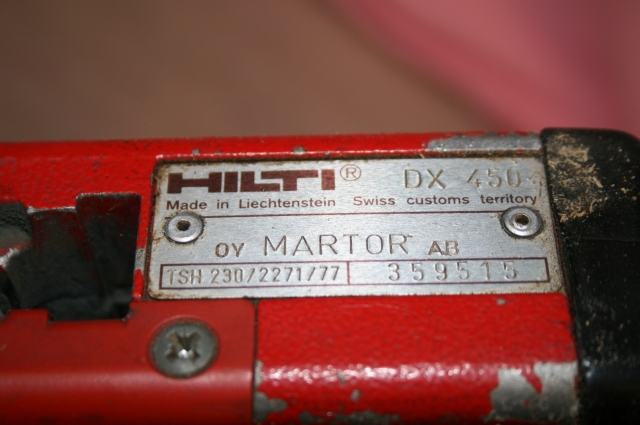 HILTI® DX 450
Made in Liechtenstein Swiss customs territory
OY MARTOR AB
TSH 230/2271/77 359515